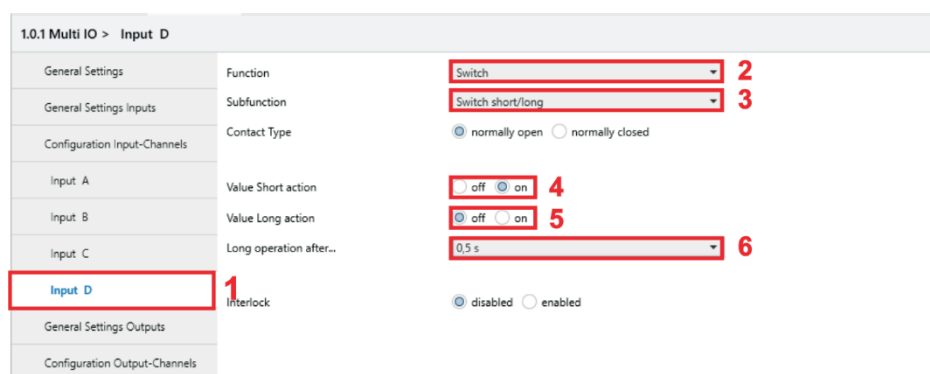 1.0.1 Multi IO > Input D
General Settings
Function
Switch
2
General Settings Inputs
Subfunction
Switch short/long
3
Configuration Input-Channels
Contact Type
normally open
normally closed
Input A
Value Short action
off
on
4
Input B
Value Long action
off
on
5
Input C
Long operation after...
0,5 s
6
Input D
1
Interlock
disabled
enabled
General Settings Outputs
Configuration Output-Channels